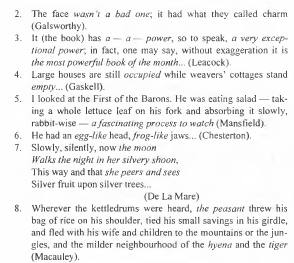 2. The face wasn't a bad one; it had what they called charm
(Galsworthy).
3. It (the book) has a — a — power, so to speak, a very excep-
tional power; in fact, one may say, without exaggeration it is
the most powerful book of the month... (Leacock).
4. Large houses are still occupied while weavers' cottages stand
empty... (Gaskell).
5. I looked at the First of the Barons. He was eating salad — tak-
ing a whole lettuce leaf on his fork and absorbing it slowly,
rabbit-wise — a fascinating process to watch (Mansfield).
6. He had an egg-like head, frog-like jaws... (Chesterton).
7. Slowly, silently, now the moon
Walks the night in her silvery shoon,
This way and that she peers and sees
Silver fruit upon silver trees...
(De La Mare)
8. Wherever the kettledrums were heard, the peasant threw his
bag of rice on his shoulder, tied his small savings in his girdle,
and fled with his wife and children to the mountains or the jun-
gles, and the milder neighbourhood of the hyena and the tiger
(Macauley).